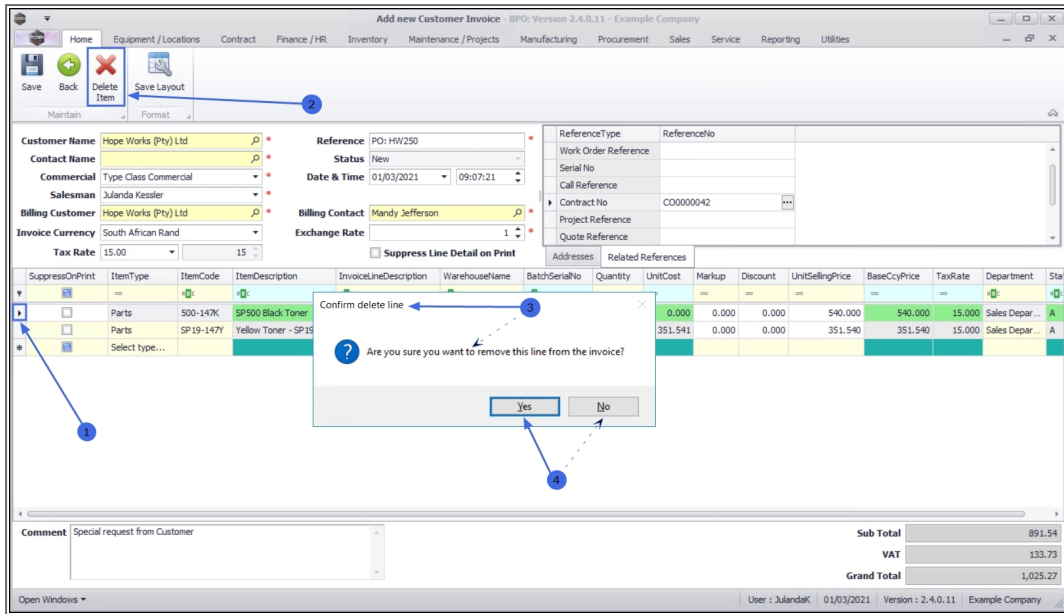 Add new Customer Invoice - BPO: Version 2.4.0.11 - Example Company
Home Equipment / Locations Contract Finance / HR Inventory Maintenance / Projects Manufacturing Procurement Sales Service Reporting Utilities
Save Back Delete Item Save Layout
Maintain Format
2
Customer Name Hope Works (Pty) Ltd * Reference PO: HW250 *
Contact Name * Status New
Commercial Type Class Commercial * Date & Time 01/03/2021 09:07:21
Salesman Julanda Kessler *
Billing Customer Hope Works (Pty) Ltd * Billing Contact Mandy Jefferson *
Invoice Currency South African Rand Exchange Rate 1 *
Tax Rate 15.00 15 Suppress Line Detail on Print
ReferenceType ReferenceNo
Work Order Reference
Serial No
Call Reference
Contract No CO0000042
Project Reference
Quote Reference
Addresses Related References
SuppressOnPrint ItemType ItemCode ItemDescription InvoiceLineDescription WarehouseName BatchSerialNo Quantity UnitCost Markup Discount UnitSellingPrice BaseCcyPrice TaxRate Department Stat
Parts 500-147K SP500 Black Toner 0.000 0.000 0.000 540.000 540.000 15.000 Sales Depar... A
Parts SP19-147Y Yellow Toner - SP19 351.541 0.000 0.000 351.540 351.540 15.000 Sales Depar... A
Select type...
Confirm delete line
3
Are you sure you want to remove this line from the invoice?
Yes No
1
4
Comment Special request from Customer
Sub Total 891.54
VAT 133.73
Grand Total 1,025.27
Open Windows User : JulandaK 01/03/2021 Version : 2.4.0.11 Example Company